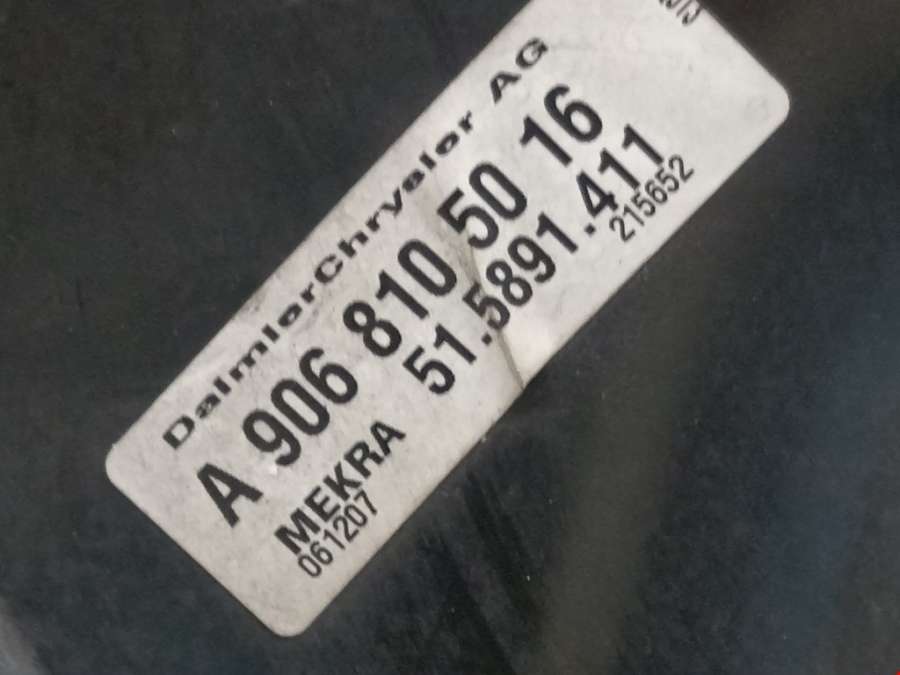 DaimlerChrysler AG
A 906 810 50 16
MEKRA 51.5891.411
061207 215652